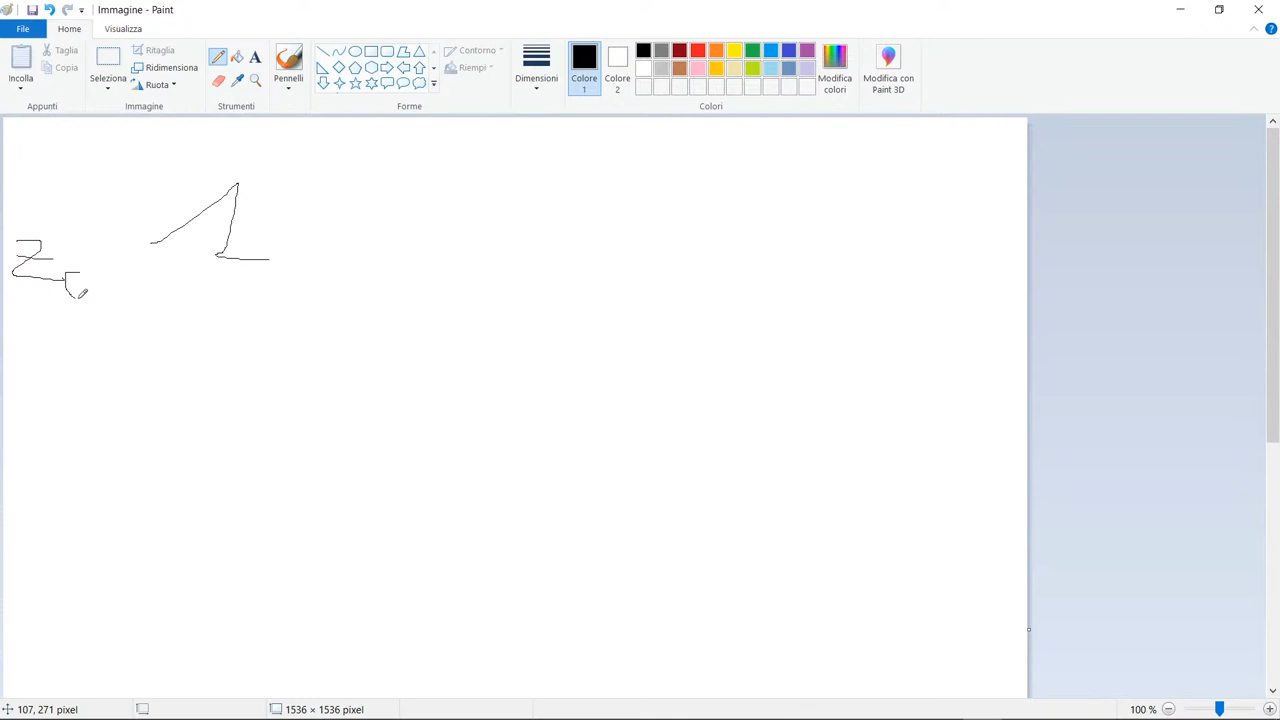 Immagine - Paint
File Home Visualizza
Incolla Taglia Copia Seleziona Ritaglia Ridimensiona Ruota A Pennelli Contorno Riempi Dimensioni Colore 1 Colore 2 Modifica colori Modifica con Paint 3D
Appunti Immagine Strumenti Forme Colori
1
Z
107, 271 pixel 1536 × 1536 pixel 100 %